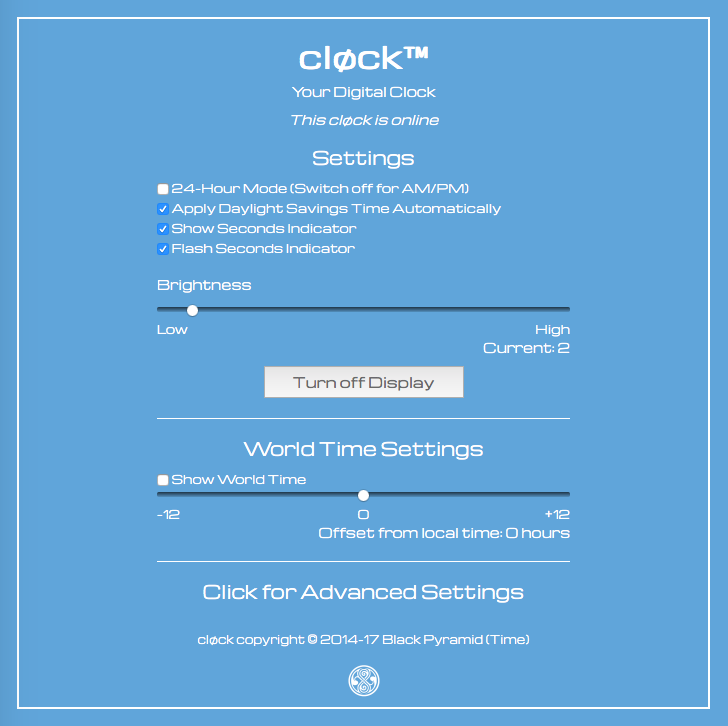 cløck™
Your Digital Clock
This cløck is online
Settings
24-Hour Mode (Switch off for AM/PM)
Apply Daylight Savings Time Automatically
Show Seconds Indicator
Flash Seconds Indicator
Brightness
Low High
Current: 2
Turn off Display
World Time Settings
Show World Time
-12 0 +12
Offset from local time: 0 hours
Click for Advanced Settings
cløck copyright © 2014-17 Black Pyramid (Time)